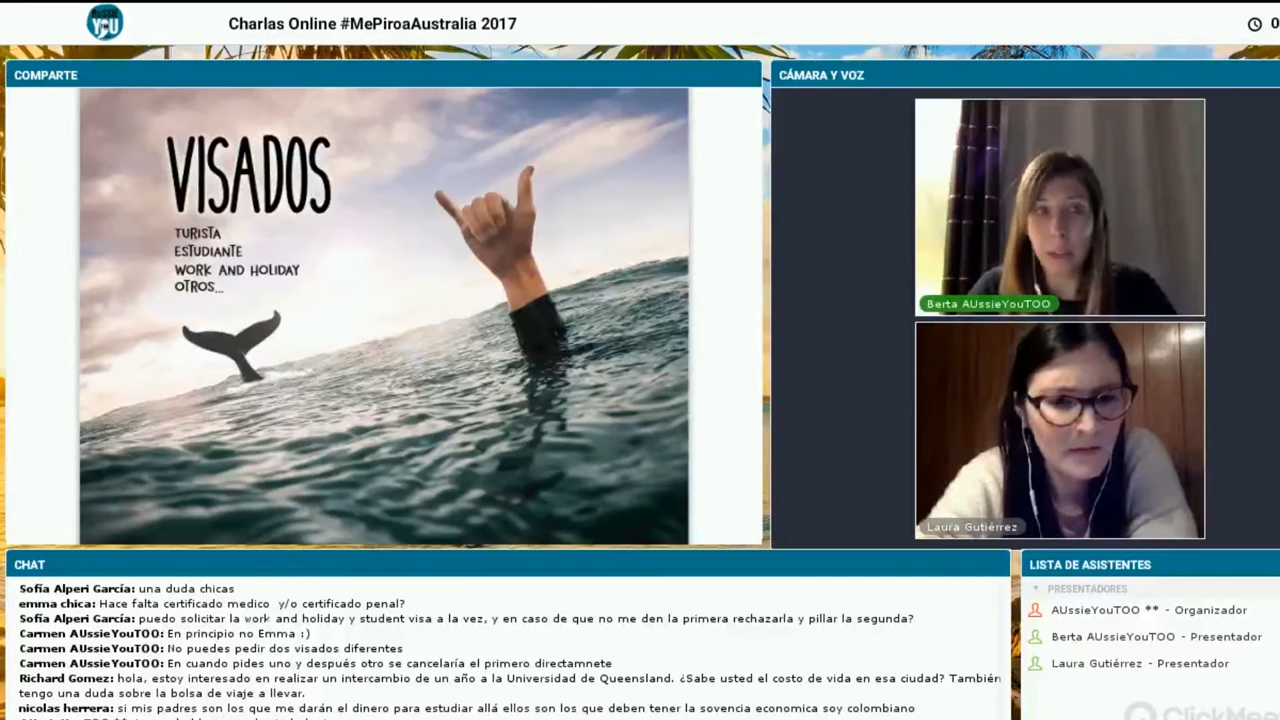 AUSSIE
YOU
Charlas Online #MePiroaAustralia 2017
0
COMPARTE
CÁMARA Y VOZ
VISADOS
TURISTA
ESTUDIANTE
WORK AND HOLIDAY
OTROS...
Berta AUssieYouTOO
Laura Gutiérrez
CHAT
Sofía Alperi García: una duda chicas
emma chica: Hace falta certificado medico y/o certificado penal?
Sofía Alperi García: puedo solicitar la work and holiday y student visa a la vez, y en caso de que no me den la primera rechazarla y pillar la segunda?
Carmen AUssieYouTOO: En principio no Emma :)
Carmen AUssieYouTOO: No puedes pedir dos visados diferentes
Carmen AUssieYouTOO: En cuando pides uno y después otro se cancelaría el primero directamnete
Richard Gomez: hola, estoy interesado en realizar un intercambio de un año a la Universidad de Queensland. ¿Sabe usted el costo de vida en esa ciudad? También
tengo una duda sobre la bolsa de viaje a llevar.
nicolas herrera: si mis padres son los que me darán el dinero para estudiar allá ellos son los que deben tener la sovencia economica soy colombiano
LISTA DE ASISTENTES
PRESENTADORES
AUssieYouTOO ** - Organizador
Berta AUssieYouTOO - Presentador
Laura Gutiérrez - Presentador
ClickMee